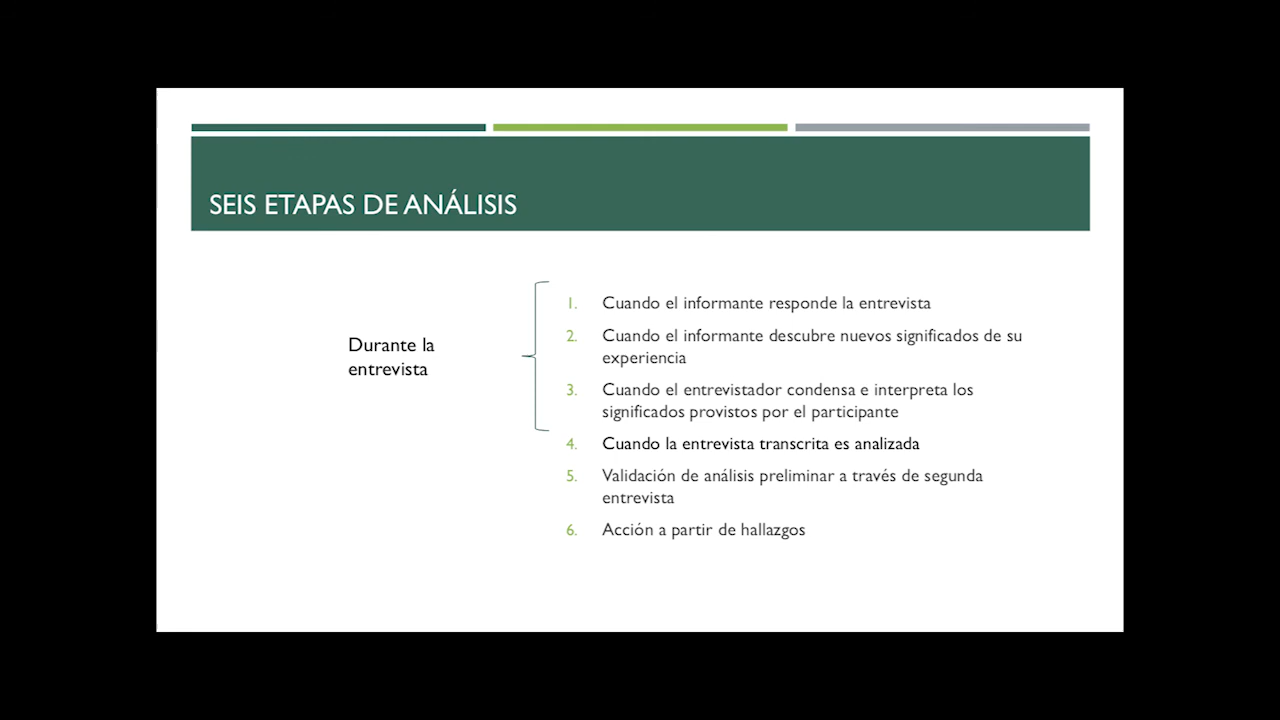 SEIS ETAPAS DE ANÁLISIS
Durante la
entrevista
1. Cuando el informante responde la entrevista
2. Cuando el informante descubre nuevos significados de su
experiencia
3. Cuando el entrevistador condensa e interpreta los
significados provistos por el participante
4. Cuando la entrevista transcrita es analizada
5. Validación de análisis preliminar a través de segunda
entrevista
6. Acción a partir de hallazgos